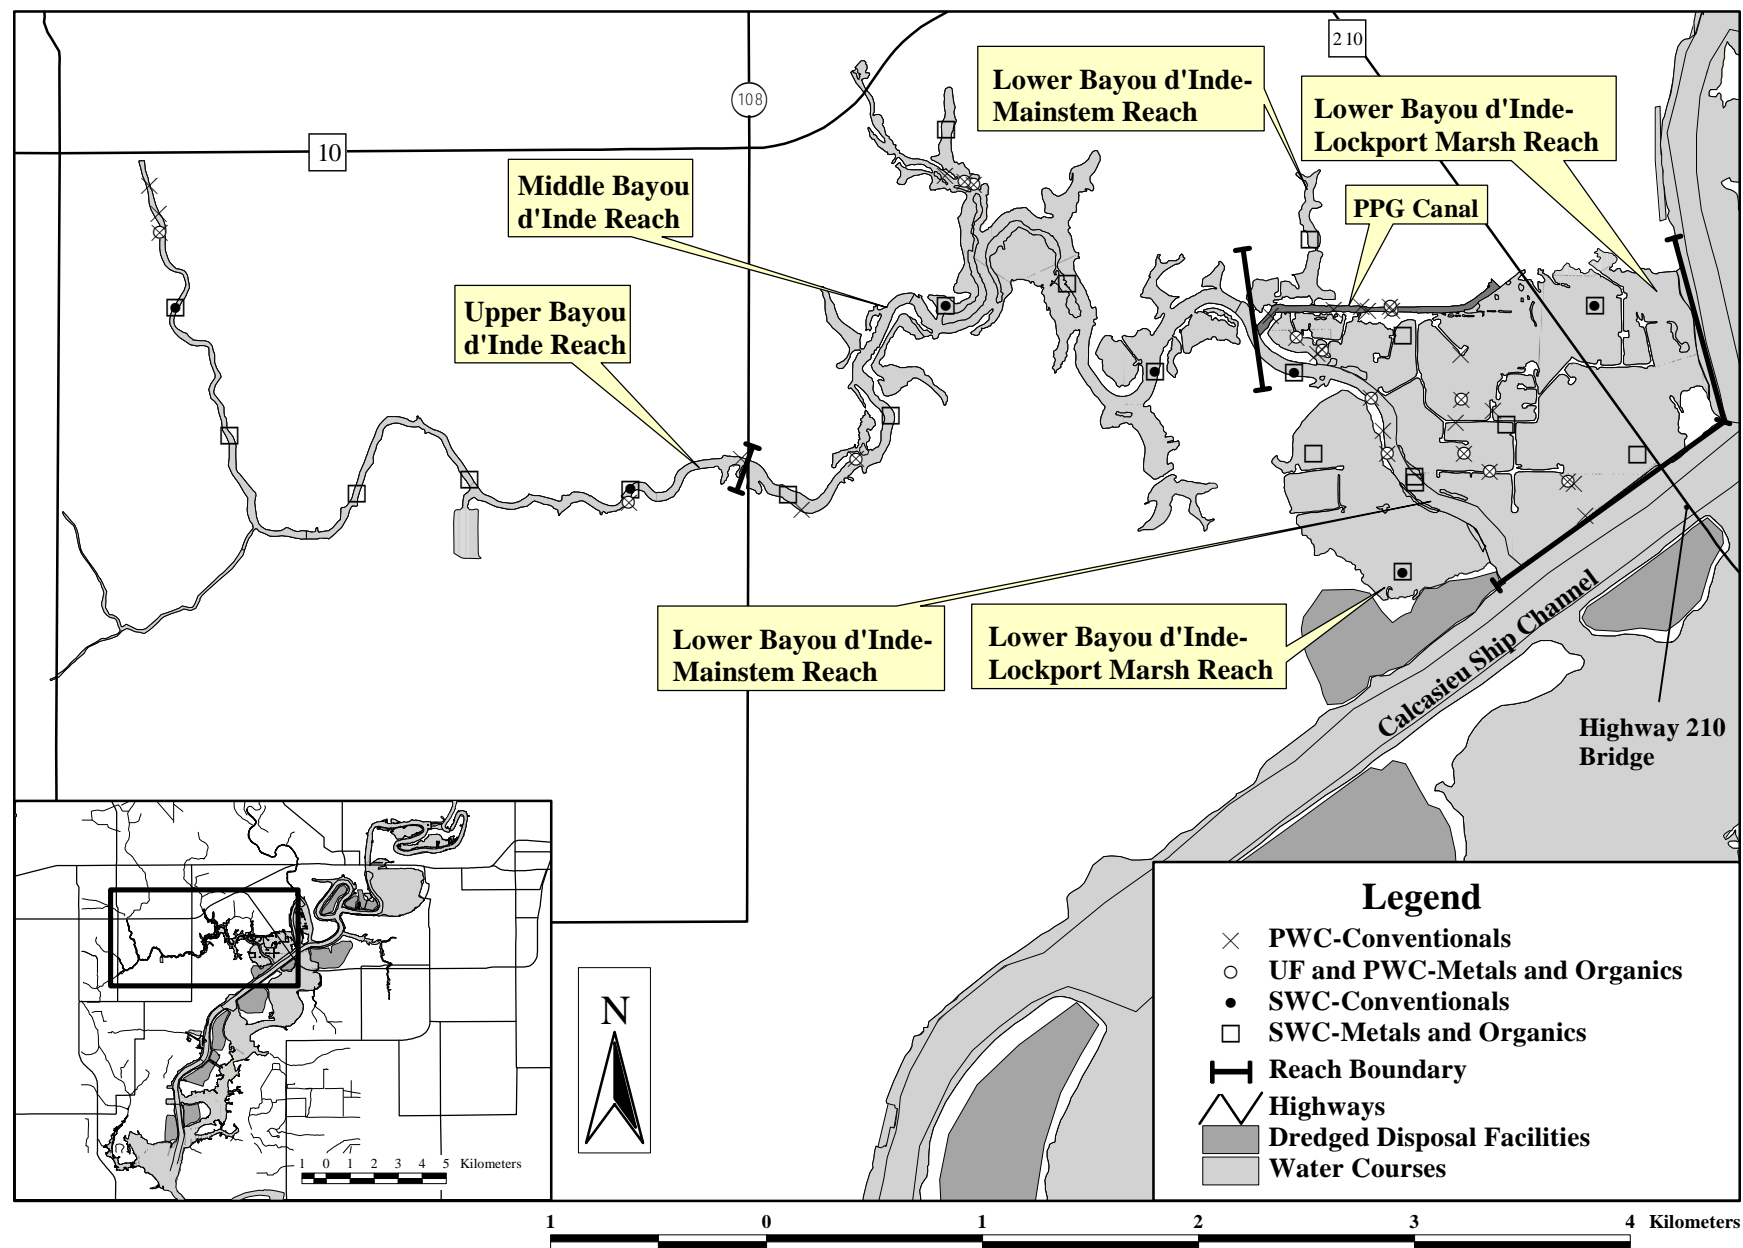 210
Lower Bayou d'Inde-
Mainstem Reach
Lower Bayou d'Inde-
Lockport Marsh Reach
108
10
Middle Bayou
d'Inde Reach
PPG Canal
Upper Bayou
d'Inde Reach
Lower Bayou d'Inde-
Mainstem Reach
Lower Bayou d'Inde-
Lockport Marsh Reach
Calcasieu Ship Channel
Highway 210
Bridge
Legend
PWC-Conventionals
UF and PWC-Metals and Organics
SWC-Conventionals
SWC-Metals and Organics
Reach Boundary
Highways
Dredged Disposal Facilities
Water Courses
N
1 0 1 2 3 4 5 Kilometers
1 0 1 2 3 4 Kilometers